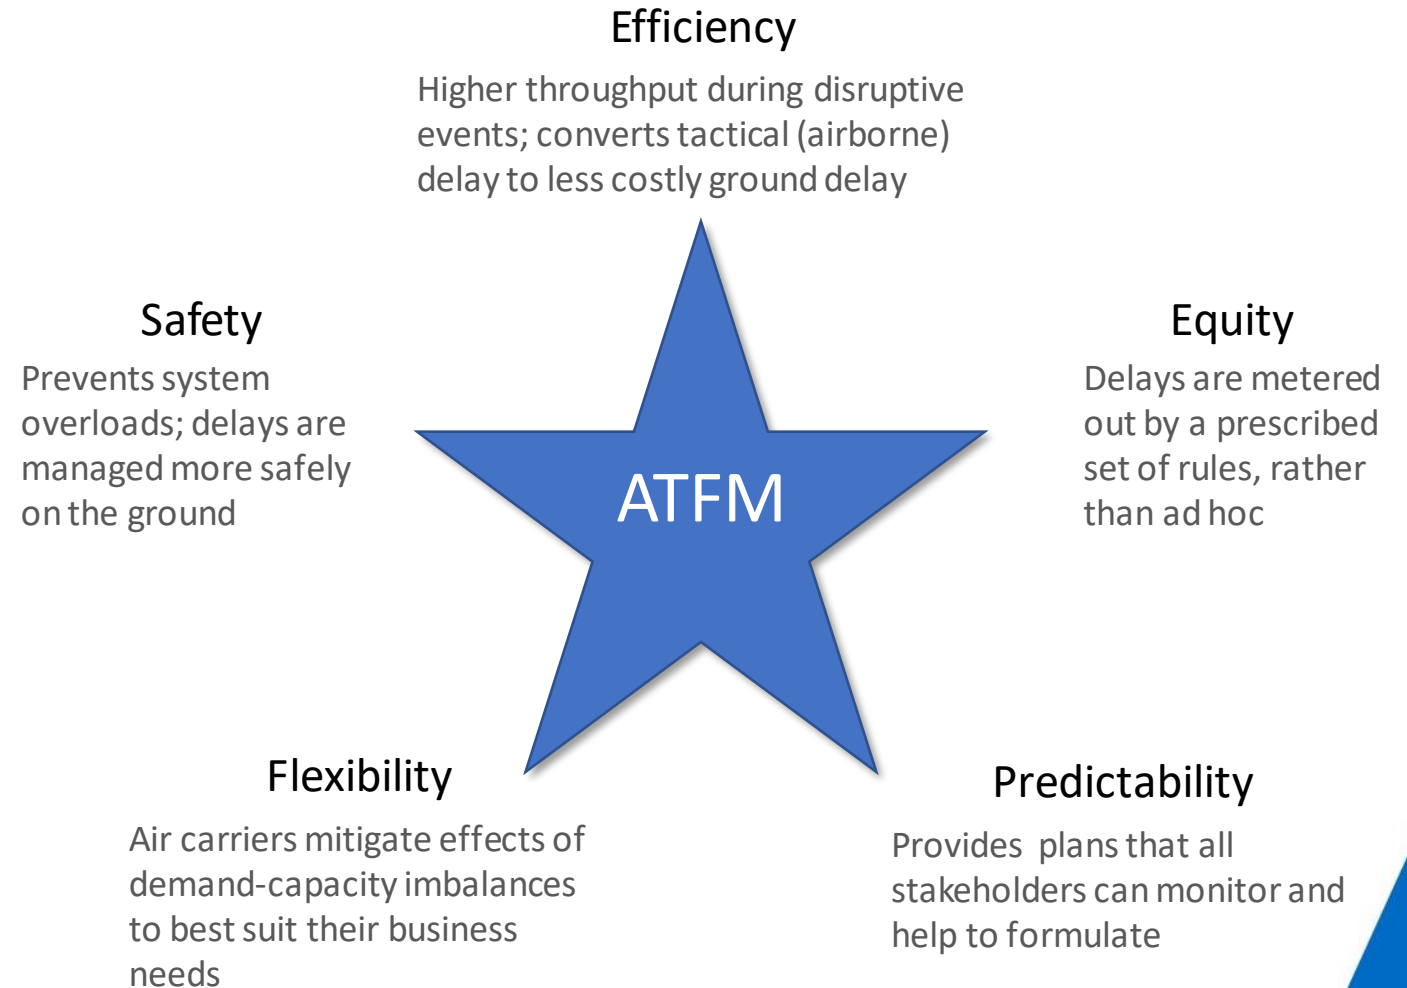 Efficiency
Higher throughput during disruptive
events; converts tactical (airborne)
delay to less costly ground delay
Safety
Prevents system
overloads; delays are
managed more safely
on the ground
Equity
Delays are metered
out by a prescribed
set of rules, rather
than ad hoc
ATFM
Flexibility
Air carriers mitigate effects of
demand-capacity imbalances
to best suit their business
needs
Predictability
Provides plans that all
stakeholders can monitor and
help to formulate